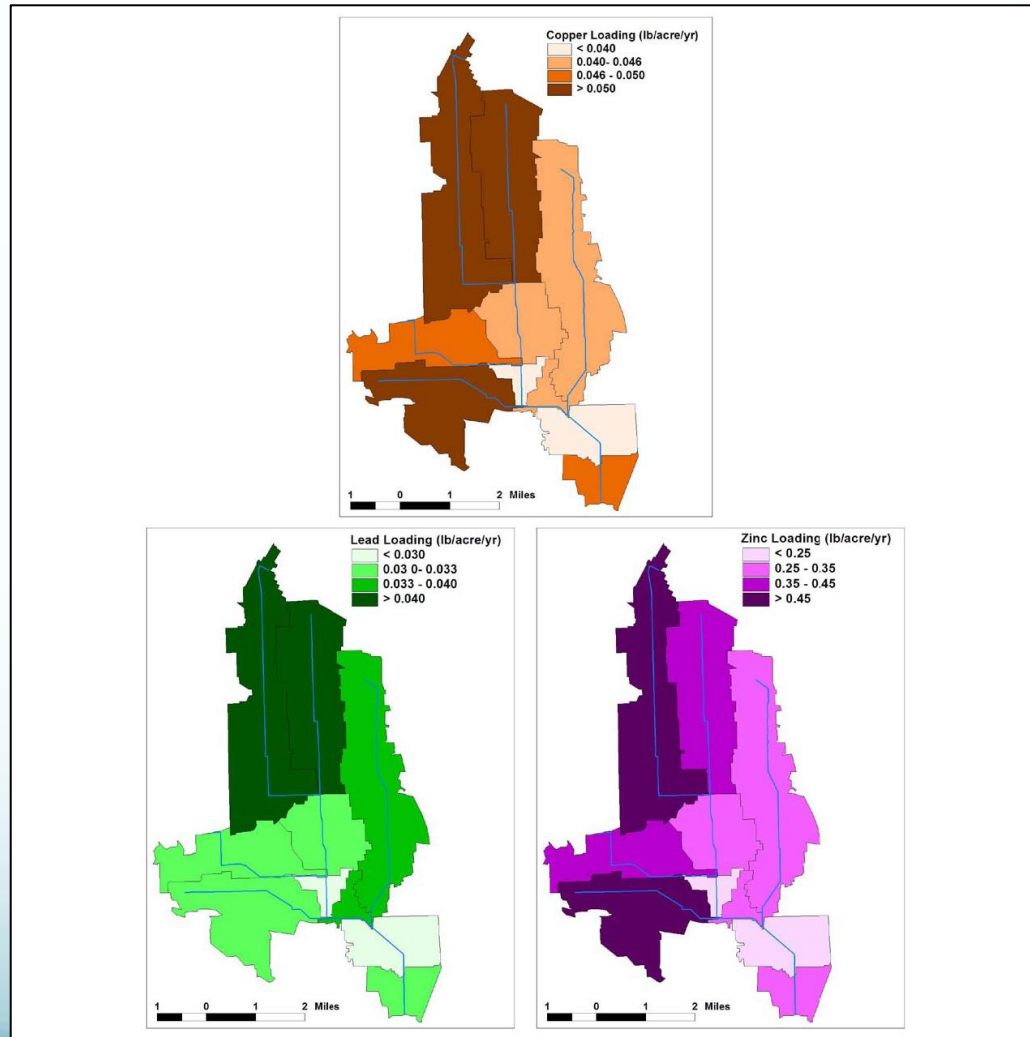 Copper Loading (lb/acre/yr)
< 0.040
0.040- 0.046
0.046 - 0.050
> 0.050
1 0 1 2 Miles
Lead Loading (lb/acre/yr)
< 0.030
0.03 0- 0.033
0.033 - 0.040
> 0.040
1 0 1 2 Miles
Zinc Loading (lb/acre/yr)
< 0.25
0.25 - 0.35
0.35 - 0.45
> 0.45
1 0 1 2 Miles